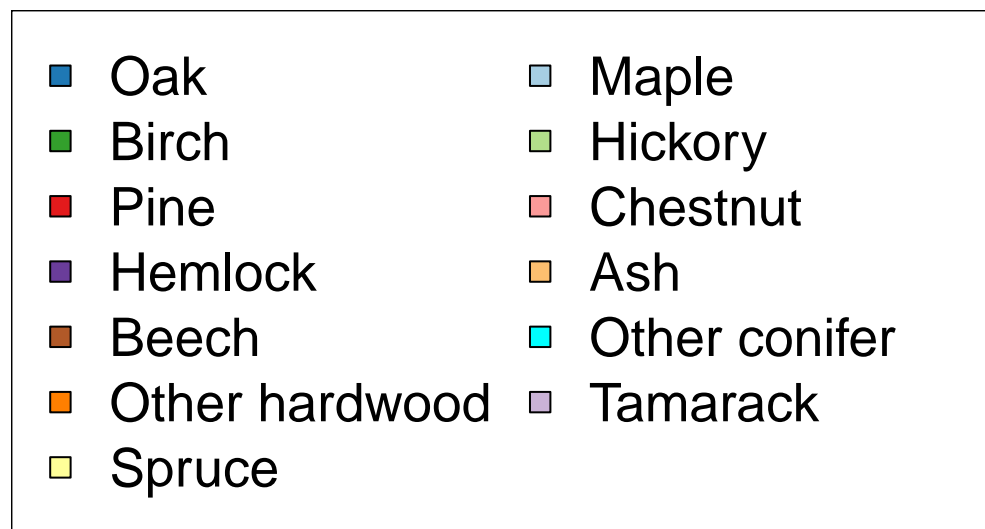 Oak
Maple
Birch
Hickory
Pine
Chestnut
Hemlock
Ash
Beech
Other conifer
Other hardwood
Tamarack
Spruce